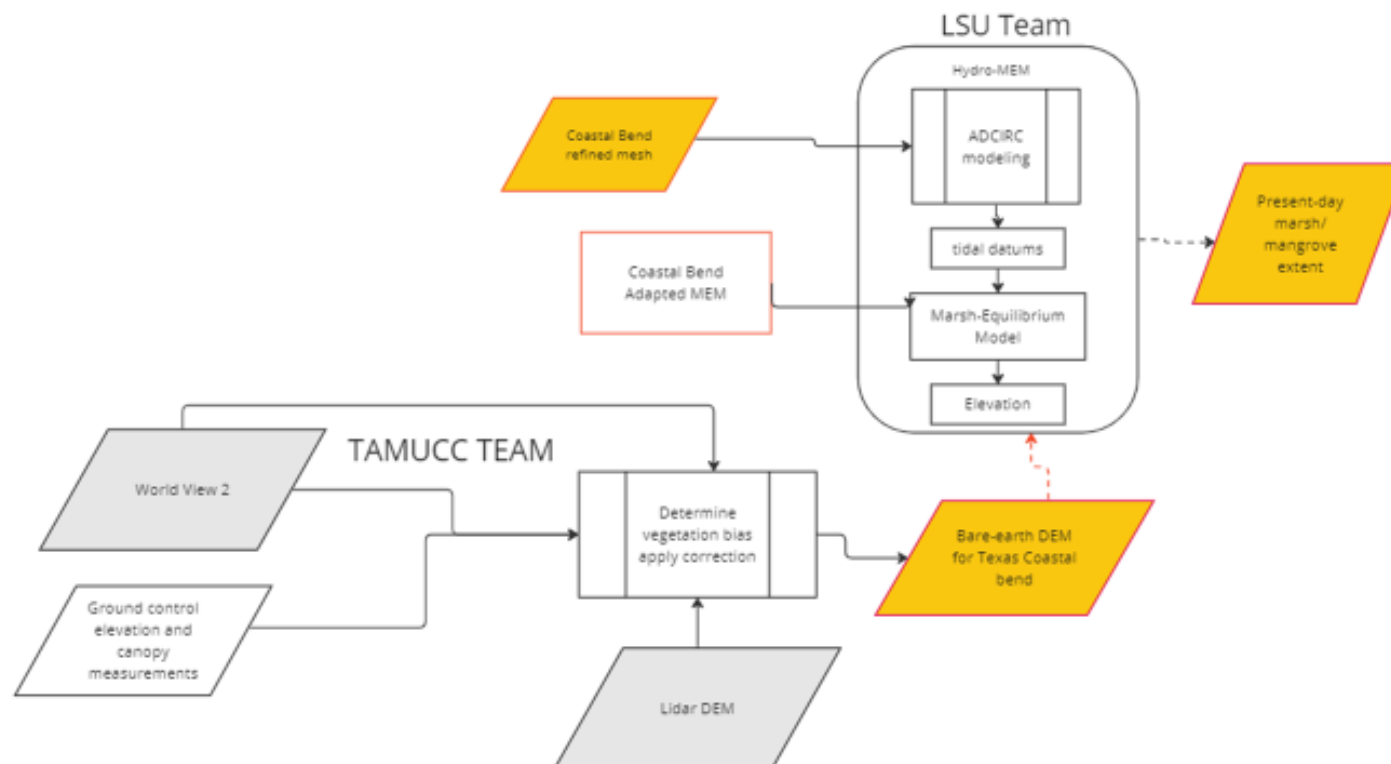 LSU Team
Hydro-MEM
Coastal Bend
refined mesh
ADCIRC
modeling
Present-day
marsh/
mangrove
extent
tidal datums
Coastal Bend
Adapted MEM
Marsh-Equilibrium
Model
Elevation
TAMUCC TEAM
World View 2
Determine
vegetation bias
apply correction
Bare-earth DEM
for Texas Coastal
bend
Ground control
elevation and
canopy
measurements
Lidar DEM